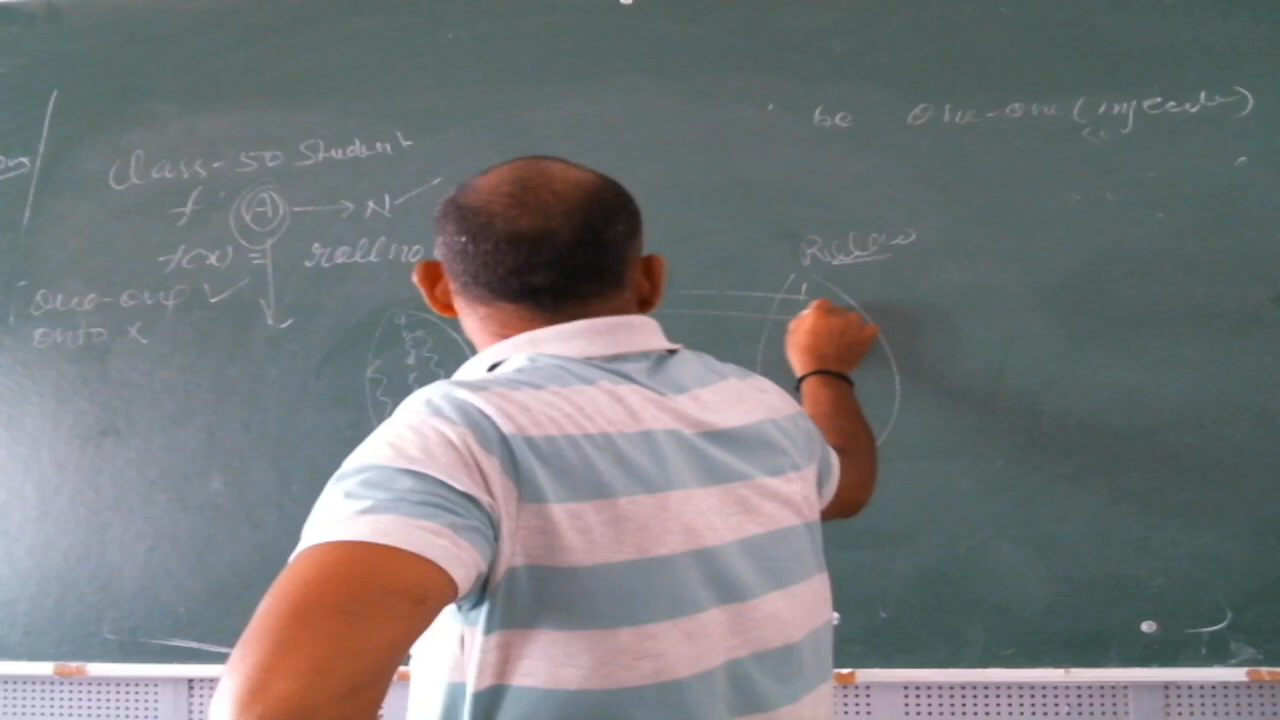 be one-one (injective)
Class-50 Student
f A → N ✓
f(x) = roll no
one-one ✓
onto ×